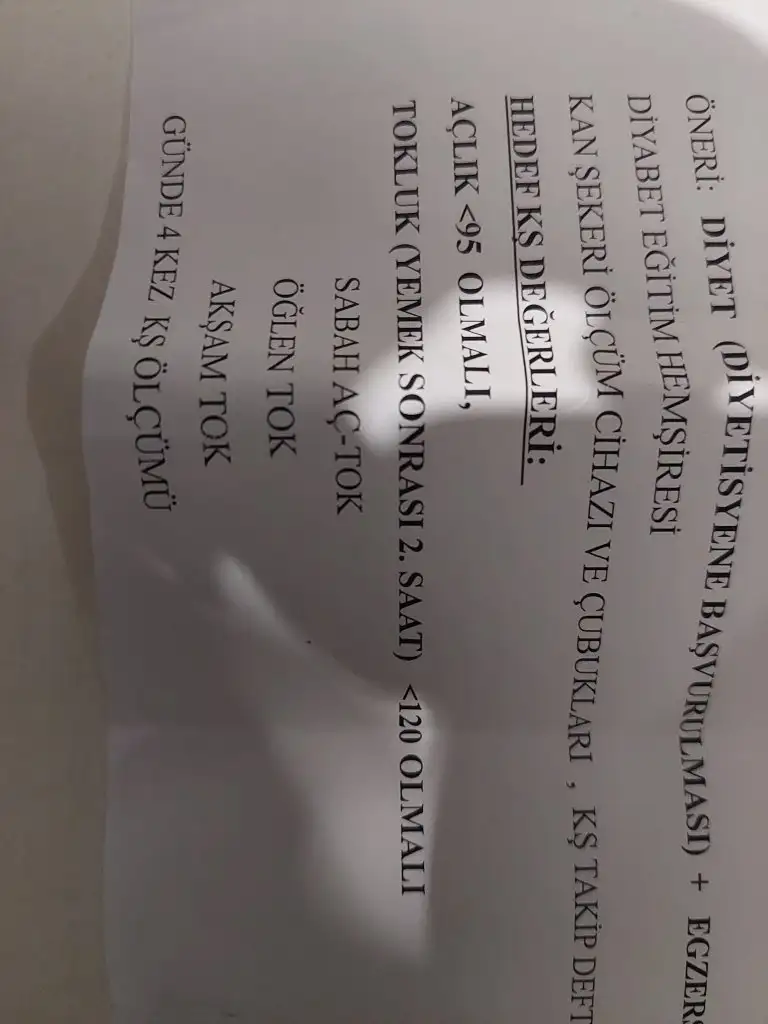 ÖNERİ: DİYET (DİYETİSYENE BAŞVURULMASI) + EGZERS
DİYABET EĞİTİM HEMŞİRESİ
KAN ŞEKERİ ÖLÇÜM CİHAZI VE ÇUBUKLARI , KŞ TAKİP DEFT
HEDEF KŞ DEĞERLERİ:
AÇLIK <95 OLMALI,
TOKLUK (YEMEK SONRASI 2. SAAT) <120 OLMALI
SABAH AÇ-TOK
ÖĞLEN TOK
AKŞAM TOK
GÜNDE 4 KEZ KŞ ÖLÇÜMÜ